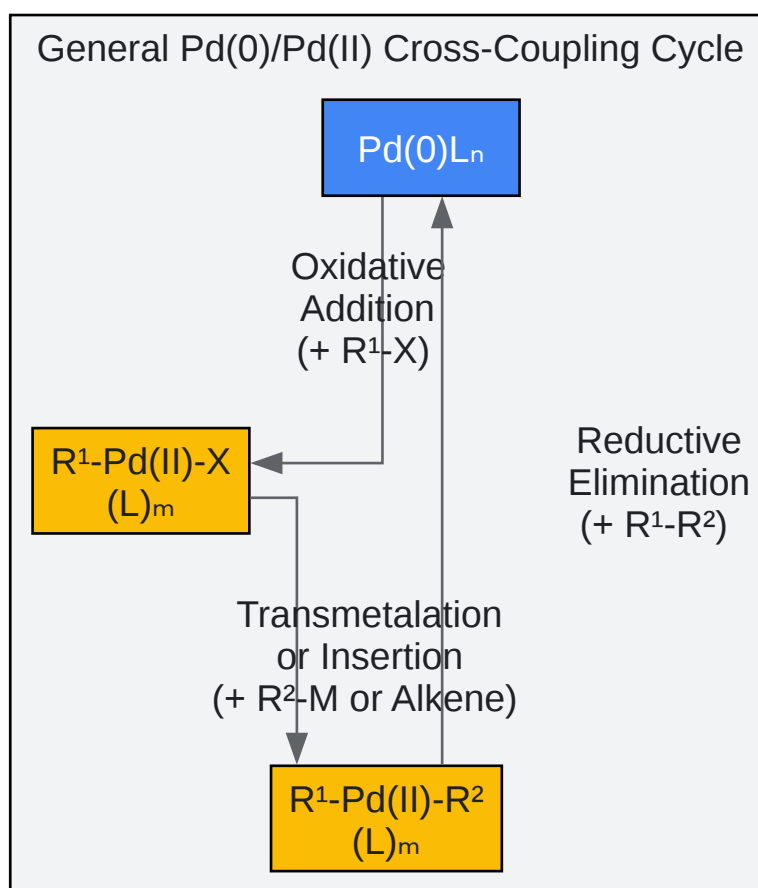 General Pd(0)/Pd(II) Cross-Coupling Cycle
Pd(0)Lₙ
Oxidative
Addition
(+ R¹-X)
R¹-Pd(II)-X
(L)ₘ
Reductive
Elimination
(+ R¹-R²)
Transmetalation
or Insertion
(+ R²-M or Alkene)
R¹-Pd(II)-R²
(L)ₘ